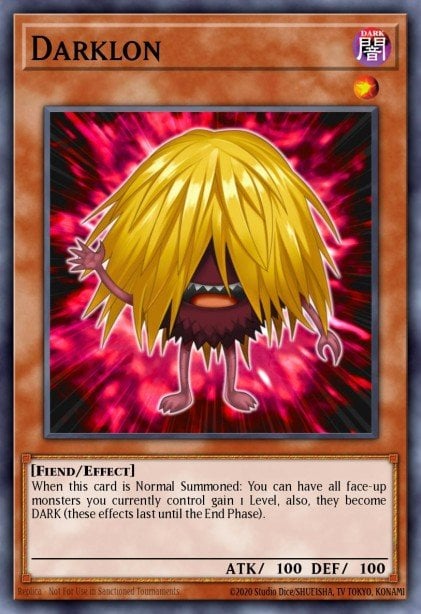 DARKLON
DARK
闇
[FIEND/EFFECT]
When this card is Normal Summoned: You can have all face-up
monsters you currently control gain 1 Level, also, they become
DARK (these effects last until the End Phase).
ATK/ 100 DEF/ 100
Replica - Not For Use in Sanctioned Tournaments.
©2020 Studio Dice/SHUEISHA, TV TOKYO, KONAMI